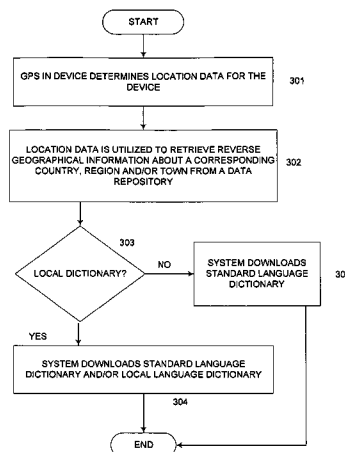 START
GPS IN DEVICE DETERMINES LOCATION DATA FOR THE
DEVICE
301
LOCATION DATA IS UTILIZED TO RETRIEVE REVERSE
GEOGRAPHICAL INFORMATION ABOUT A CORRESPONDING
COUNTRY, REGION AND/OR TOWN FROM A DATA
REPOSITORY
302
303
LOCAL DICTIONARY?
NO
SYSTEM DOWNLOADS
STANDARD LANGUAGE
DICTIONARY
YES
SYSTEM DOWNLOADS STANDARD LANGUAGE
DICTIONARY AND/OR LOCAL LANGUAGE DICTIONARY
304
END